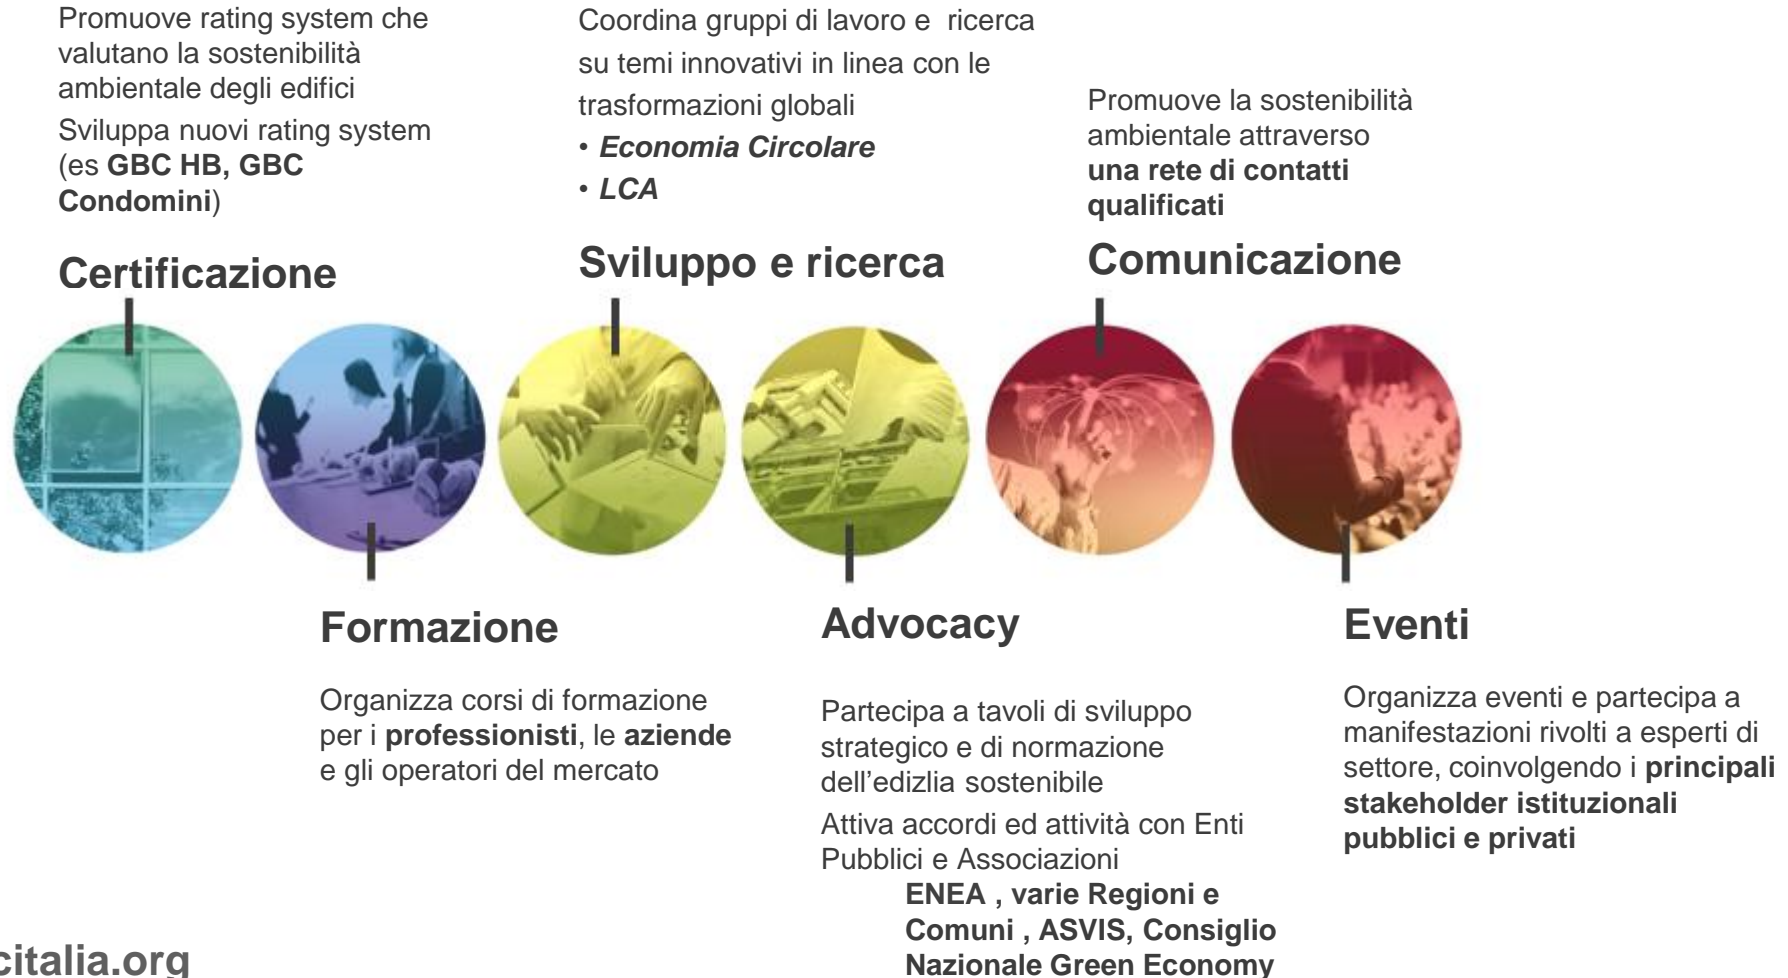 Promuove rating system che
valutano la sostenibilità
ambientale degli edifici
Sviluppa nuovi rating system
(es GBC HB, GBC
Condomini)
Certificazione
Coordina gruppi di lavoro e ricerca
su temi innovativi in linea con le
trasformazioni globali
• Economia Circolare
• LCA
Sviluppo e ricerca
Promuove la sostenibilità
ambientale attraverso
una rete di contatti
qualificati
Comunicazione
Formazione
Organizza corsi di formazione
per i professionisti, le aziende
e gli operatori del mercato
Advocacy
Partecipa a tavoli di sviluppo
strategico e di normazione
dell'edizlia sostenibile
Attiva accordi ed attività con Enti
Pubblici e Associazioni
ENEA , varie Regioni e
Comuni , ASVIS, Consiglio
Nazionale Green Economy
Eventi
Organizza eventi e partecipa a
manifestazioni rivolti a esperti di
settore, coinvolgendo i principali
stakeholder istituzionali
pubblici e privati
citalia.org